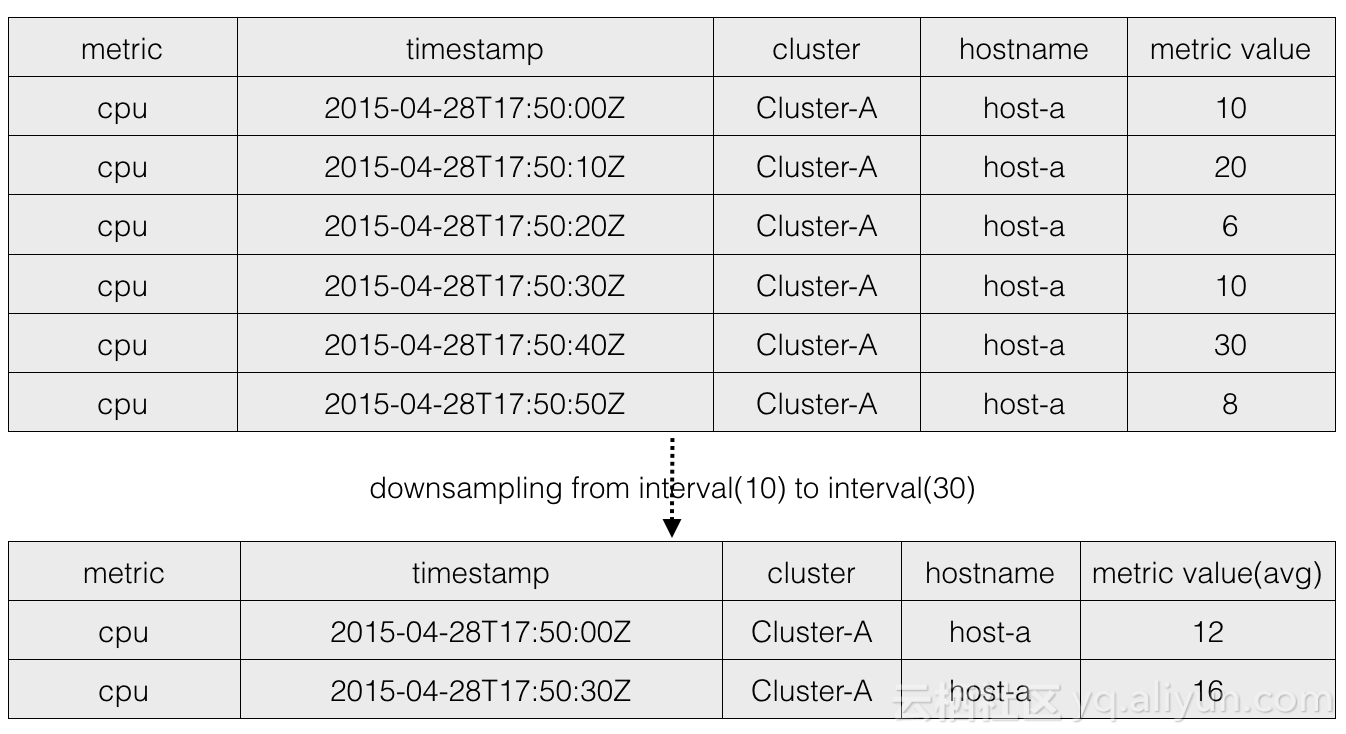 metric timestamp cluster hostname metric value
cpu 2015-04-28T17:50:00Z Cluster-A host-a 10
cpu 2015-04-28T17:50:10Z Cluster-A host-a 20
cpu 2015-04-28T17:50:20Z Cluster-A host-a 6
cpu 2015-04-28T17:50:30Z Cluster-A host-a 10
cpu 2015-04-28T17:50:40Z Cluster-A host-a 30
cpu 2015-04-28T17:50:50Z Cluster-A host-a 8
downsampling from interval(10) to interval(30)
metric timestamp cluster hostname metric value(avg)
cpu 2015-04-28T17:50:00Z Cluster-A host-a 12
cpu 2015-04-28T17:50:30Z Cluster-A host-a 16
云栖社区 yq.aliyun.com